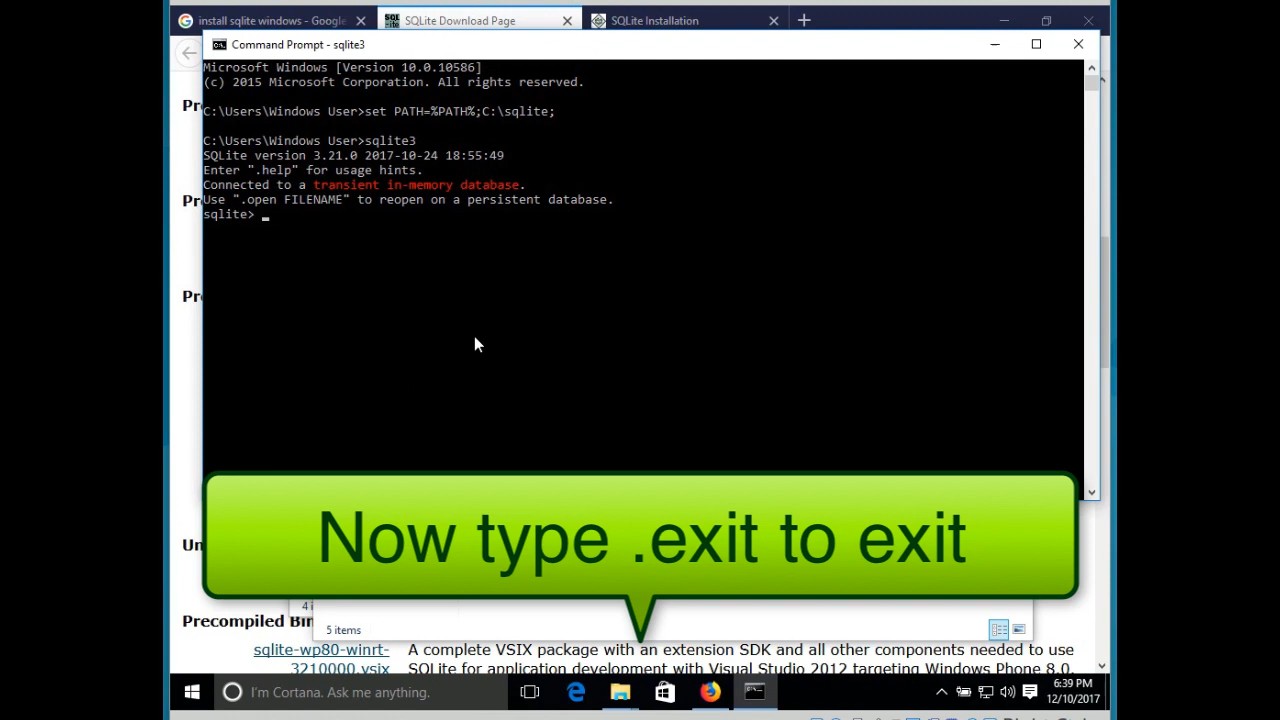 install sqlite windows - Google
SQLite Download Page
SQLite Installation
Command Prompt - sqlite3
Microsoft Windows [Version 10.0.10586]
(c) 2015 Microsoft Corporation. All rights reserved.
C:\Users\Windows User>set PATH=%PATH%;C:\sqlite;
C:\Users\Windows User>sqlite3
SQLite version 3.21.0 2017-10-24 18:55:49
Enter ".help" for usage hints.
Connected to a transient in-memory database.
Use ".open FILENAME" to reopen on a persistent database.
sqlite> _
Now type .exit to exit
5 items
Precompiled Bin
sqlite-wp80-winrt-
3210000.vsix
A complete VSIX package with an extension SDK and all other components needed to use
SQLite for application development with Visual Studio 2012 targeting Windows Phone 8.0.
I'm Cortana. Ask me anything.
6:39 PM
12/10/2017